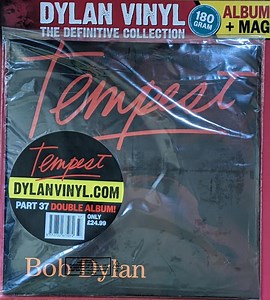 DYLAN VINYL
THE DEFINITIVE COLLECTION
180
GRAM
ALBUM
+ MAG
Tempest
Tempest
DYLANVINYL.COM
PART 37 DOUBLE ALBUM!
ONLY
£24.99
Bob Dylan